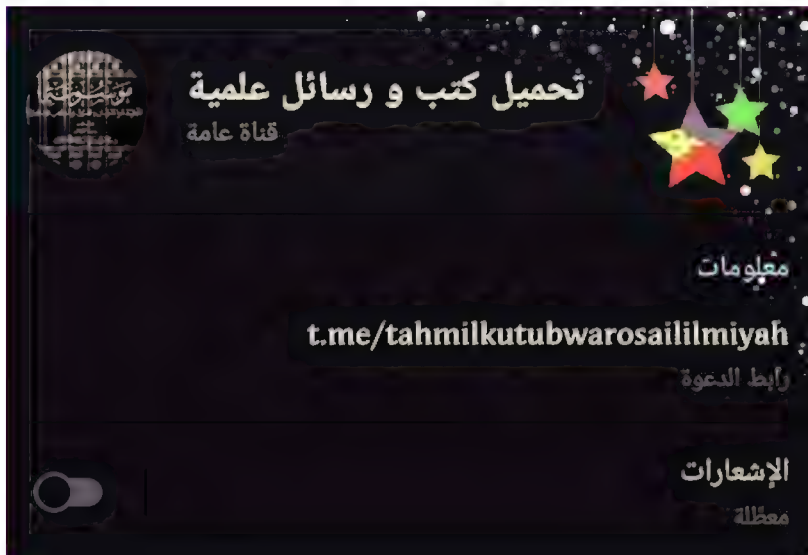 تحميل كتب و رسائل علمية
قناة عامة
معلومات
t.me/tahmilkutubwarosaililmiyah
رابط الدعوة
الإشعارات
معطلة